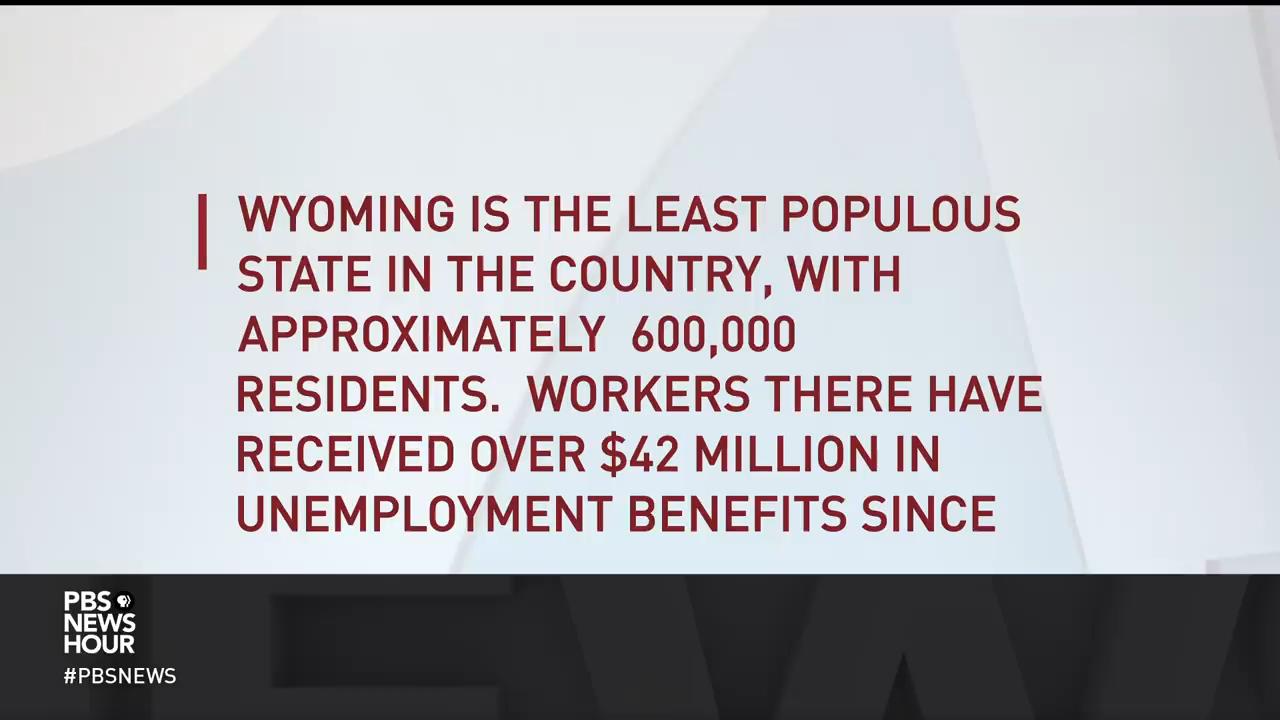 WYOMING IS THE LEAST POPULOUS
STATE IN THE COUNTRY, WITH
APPROXIMATELY 600,000
RESIDENTS. WORKERS THERE HAVE
RECEIVED OVER $42 MILLION IN
UNEMPLOYMENT BENEFITS SINCE
PBS
NEWS
HOUR
#PBSNEWS